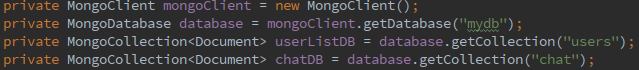 private MongoClient mongoClient = new MongoClient();
private MongoDatabase database = mongoClient.getDatabase("mydb");
private MongoCollection<Document> userListDB = database.getCollection("users");
private MongoCollection<Document> chatDB = database.getCollection("chat");